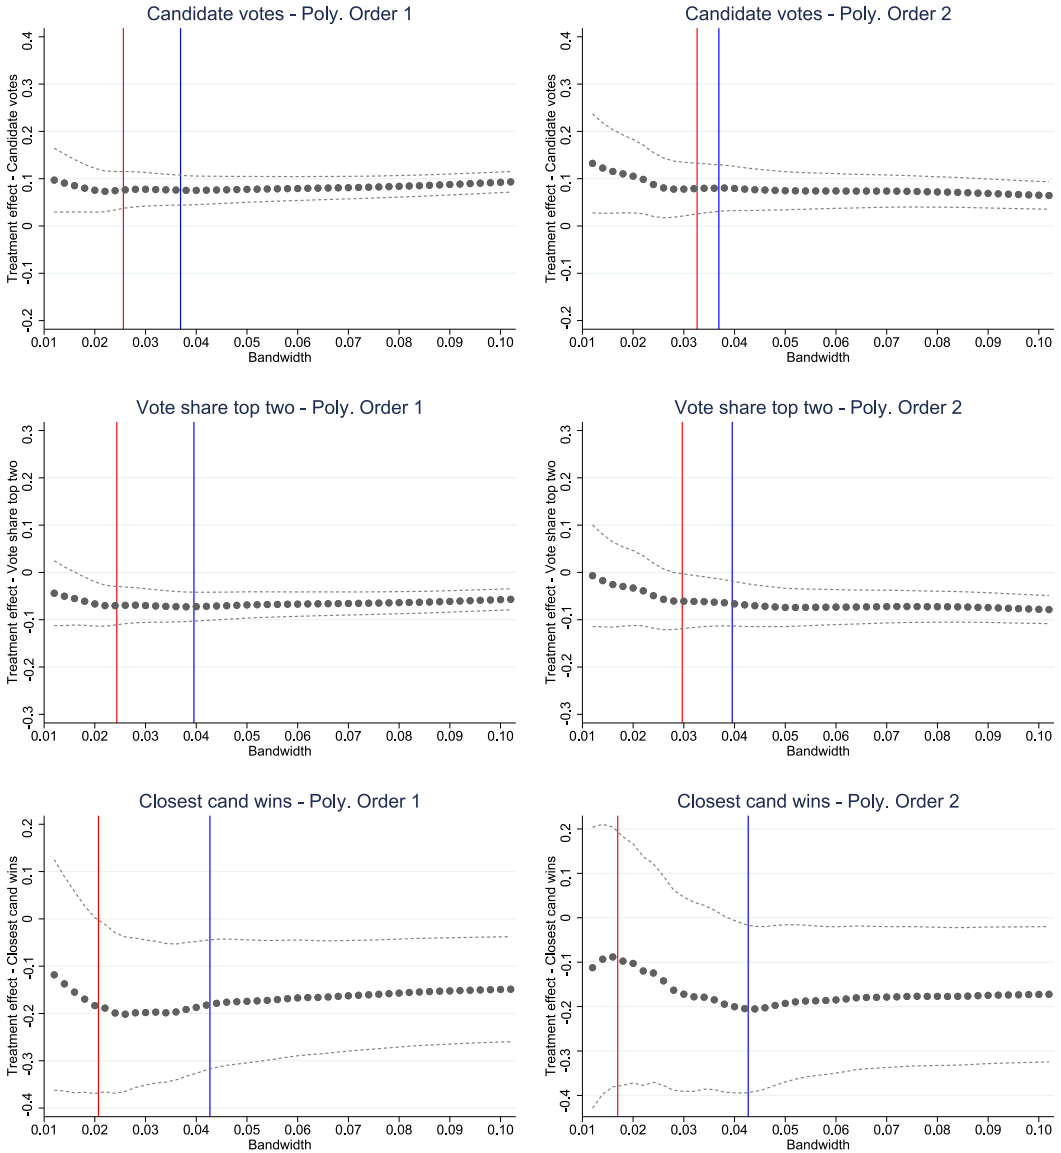 Candidate votes - Poly. Order 1
Treatment effect - Candidate votes
0.4
0.3
0.2
0.1
0
-0.1
-0.2
0.01 0.02 0.03 0.04 0.05 0.06 0.07 0.08 0.09 0.10
Bandwidth
Candidate votes - Poly. Order 2
Treatment effect - Candidate votes
0.4
0.3
0.2
0.1
0
-0.1
-0.2
0.01 0.02 0.03 0.04 0.05 0.06 0.07 0.08 0.09 0.10
Bandwidth
Vote share top two - Poly. Order 1
Treatment effect - Vote share top two
0.3
0.2
0.1
0
-0.1
-0.2
-0.3
0.01 0.02 0.03 0.04 0.05 0.06 0.07 0.08 0.09 0.10
Bandwidth
Vote share top two - Poly. Order 2
Treatment effect - Vote share top two
0.3
0.2
0.1
0
-0.1
-0.2
-0.3
0.01 0.02 0.03 0.04 0.05 0.06 0.07 0.08 0.09 0.10
Bandwidth
Closest cand wins - Poly. Order 1
Treatment effect - Closest cand wins
0.2
0.1
0
-0.1
-0.2
-0.3
-0.4
0.01 0.02 0.03 0.04 0.05 0.06 0.07 0.08 0.09 0.10
Bandwidth
Closest cand wins - Poly. Order 2
Treatment effect - Closest cand wins
0.2
0.1
0
-0.1
-0.2
-0.3
-0.4
0.01 0.02 0.03 0.04 0.05 0.06 0.07 0.08 0.09 0.10
Bandwidth